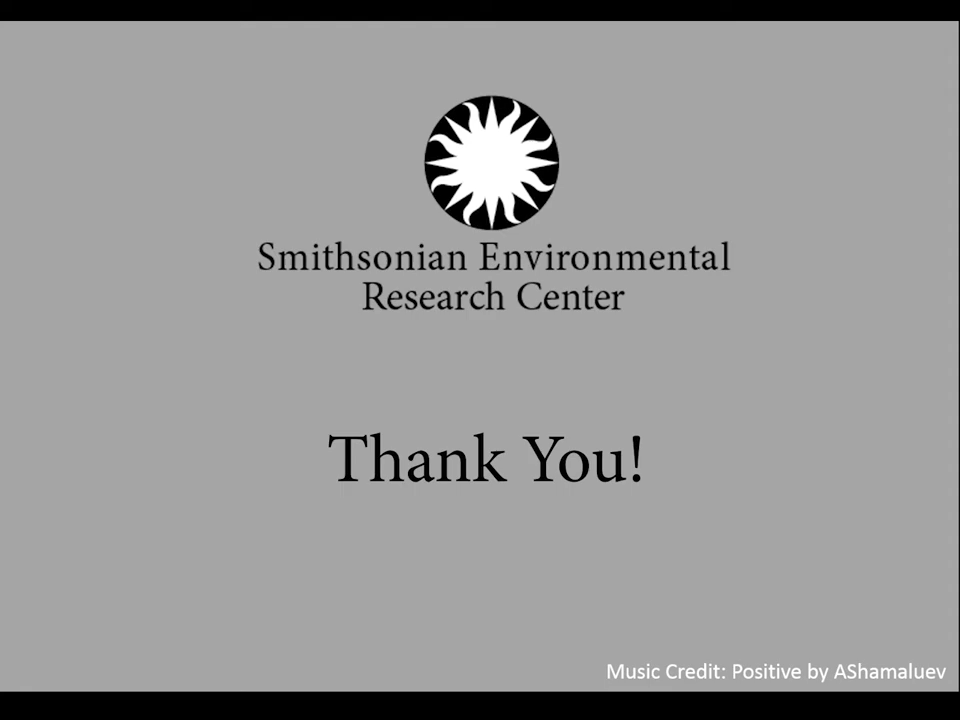 Smithsonian Environmental
Research Center
Thank You!
Music Credit: Positive by AShamaluev